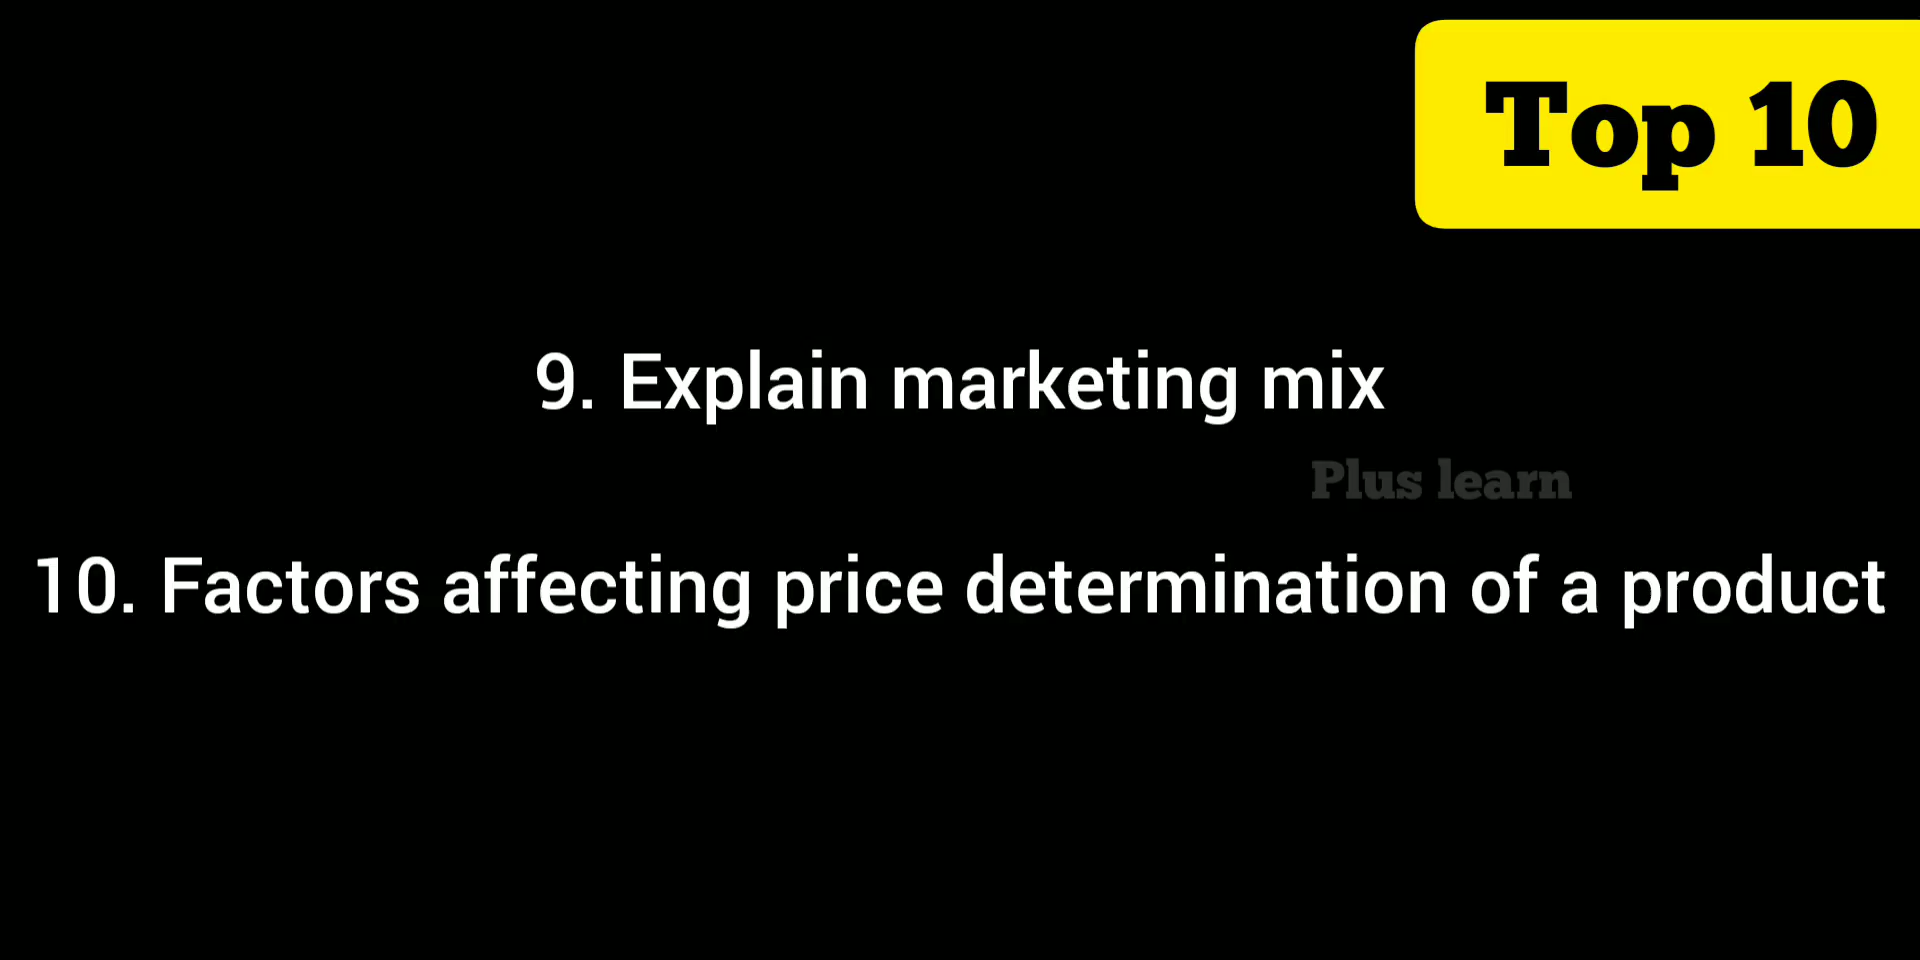 Top 10
9. Explain marketing mix
Plus learn
10. Factors affecting price determination of a product